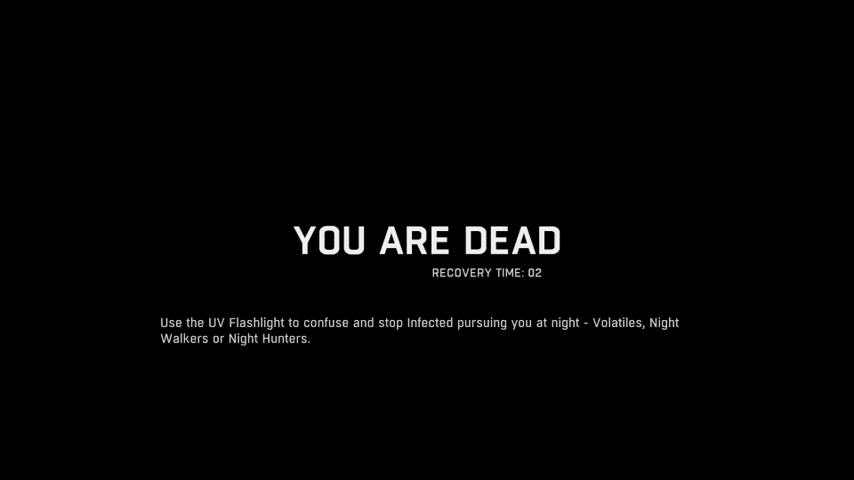 YOU ARE DEAD
RECOVERY TIME: 02
Use the UV Flashlight to confuse and stop Infected pursuing you at night - Volatiles, Night
Walkers or Night Hunters.